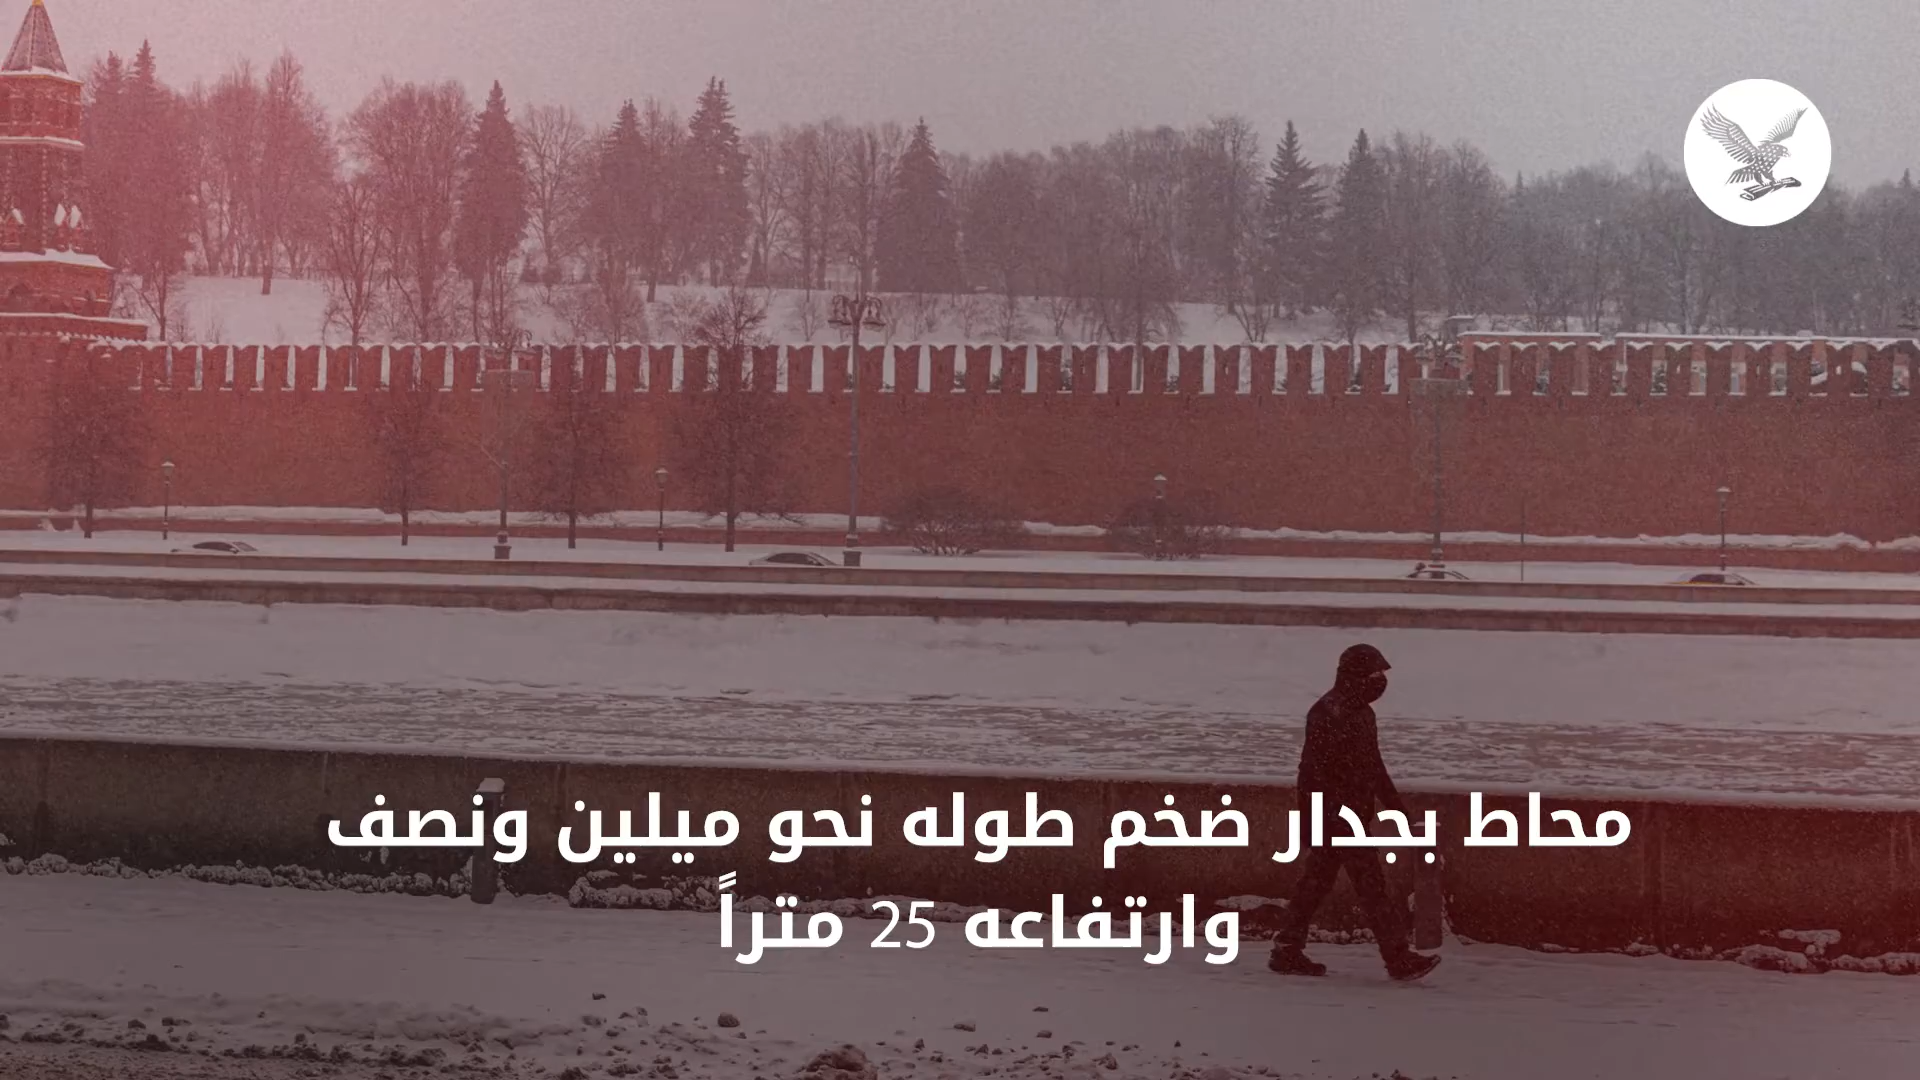 محاط بجدار ضخم طوله نحو ميلين ونصف
وارتفاعه 25 متراً